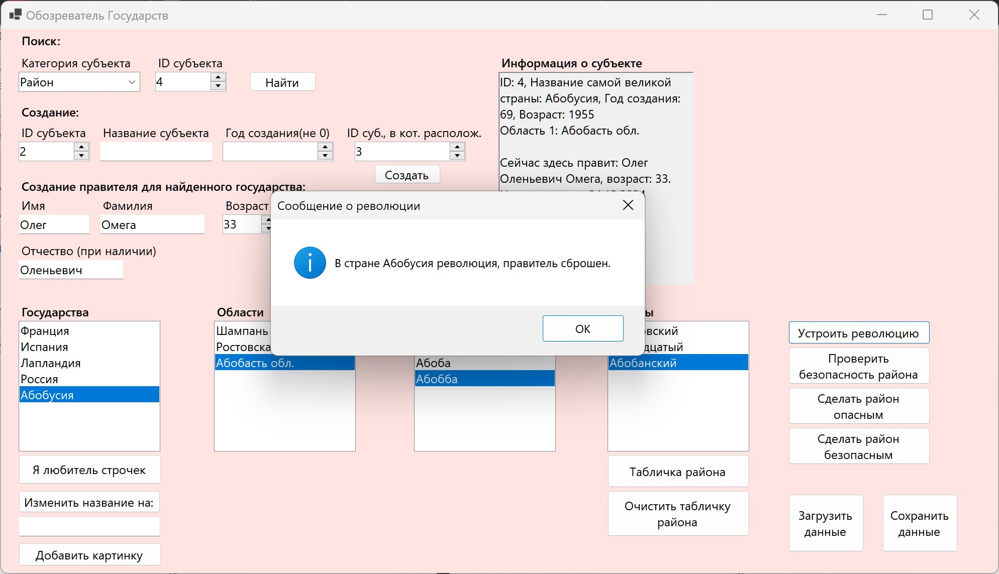 Обозреватель Государств
Поиск:
Категория субъекта
ID субъекта
Район
4
Найти
Создание:
ID субъекта
Название субъекта
Год создания(не 0)
ID суб., в кот. располож.
2
3
Создать
Информация о субъекте
ID: 4, Название самой великой
страны: Абобусия, Год создания:
69, Возраст: 1955
Область 1: Абобасть обл.
Сейчас здесь правит: Олег
Оленьевич Омега, возраст: 33.
Создание правителя для найденного государства:
Имя
Фамилия
Возраст
Олег
Омега
33
Отчество (при наличии)
Оленьевич
Сообщение о революции
В стране Абобусия революция, правитель сброшен.
ОК
Государства
Франция
Испания
Лапландия
Россия
Абобусия
Области
Шампань
Ростовска
Абобасть обл.
Абоба
Абобба
ы
вский
дцатый
Абобанский
Устроить революцию
Проверить
безопасность района
Сделать район
опасным
Сделать район
безопасным
Я любитель строчек
Изменить название на:
Добавить картинку
Табличка района
Очистить табличку
района
Загрузить
данные
Сохранить
данные